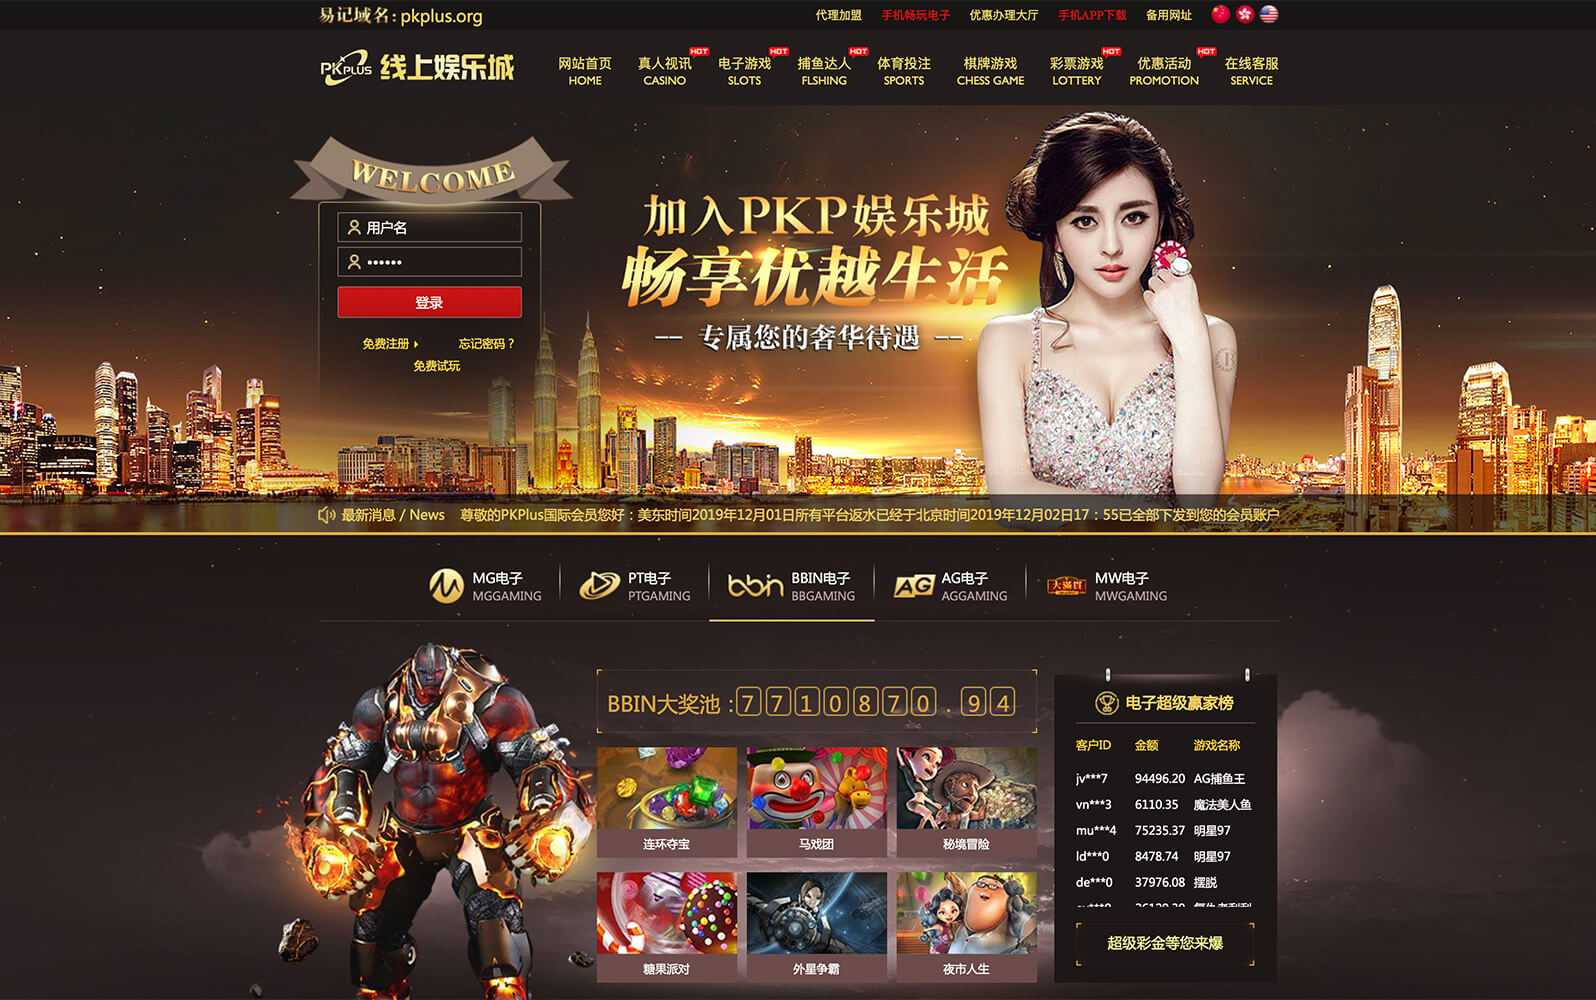 易记域名: pkplus.org
代理加盟 手机畅玩电子 优惠办理大厅 手机APP下载 备用网址
PKPLUS 线上娱乐城
网站首页 真人视讯 HOT 电子游戏 HOT 捕鱼达人 HOT 体育投注 棋牌游戏 彩票游戏 HOT 优惠活动 HOT 在线客服
HOME CASINO SLOTS FLSHING SPORTS CHESS GAME LOTTERY PROMOTION SERVICE
WELCOME
用户名
••••••
登录
免费注册 忘记密码？
免费试玩
加入PKP娱乐城
畅享优越生活
— 专属您的奢华待遇 —
最新消息 / News 尊敬的PKPlus国际会员您好：美东时间2019年12月01日所有平台返水已经于北京时间2019年12月02日17：55已全部下发到您的会员账户
MG电子 PT电子 bbin BBIN电子 AG AG电子 大满贯 MW电子
MGGAMING PTGAMING BBGAMING AGGAMING MWGAMING
BBIN大奖池 :7710870.94
连环夺宝 马戏团 秘境冒险
糖果派对 外星争霸 夜市人生
电子超级赢家榜
客户ID 金额 游戏名称
jv***7 94496.20 AG捕鱼王
vn***3 6110.35 魔法美人鱼
mu***4 75235.37 明星97
ld***0 8478.74 明星97
de***0 37976.08 摆脱
超级彩金等您来爆